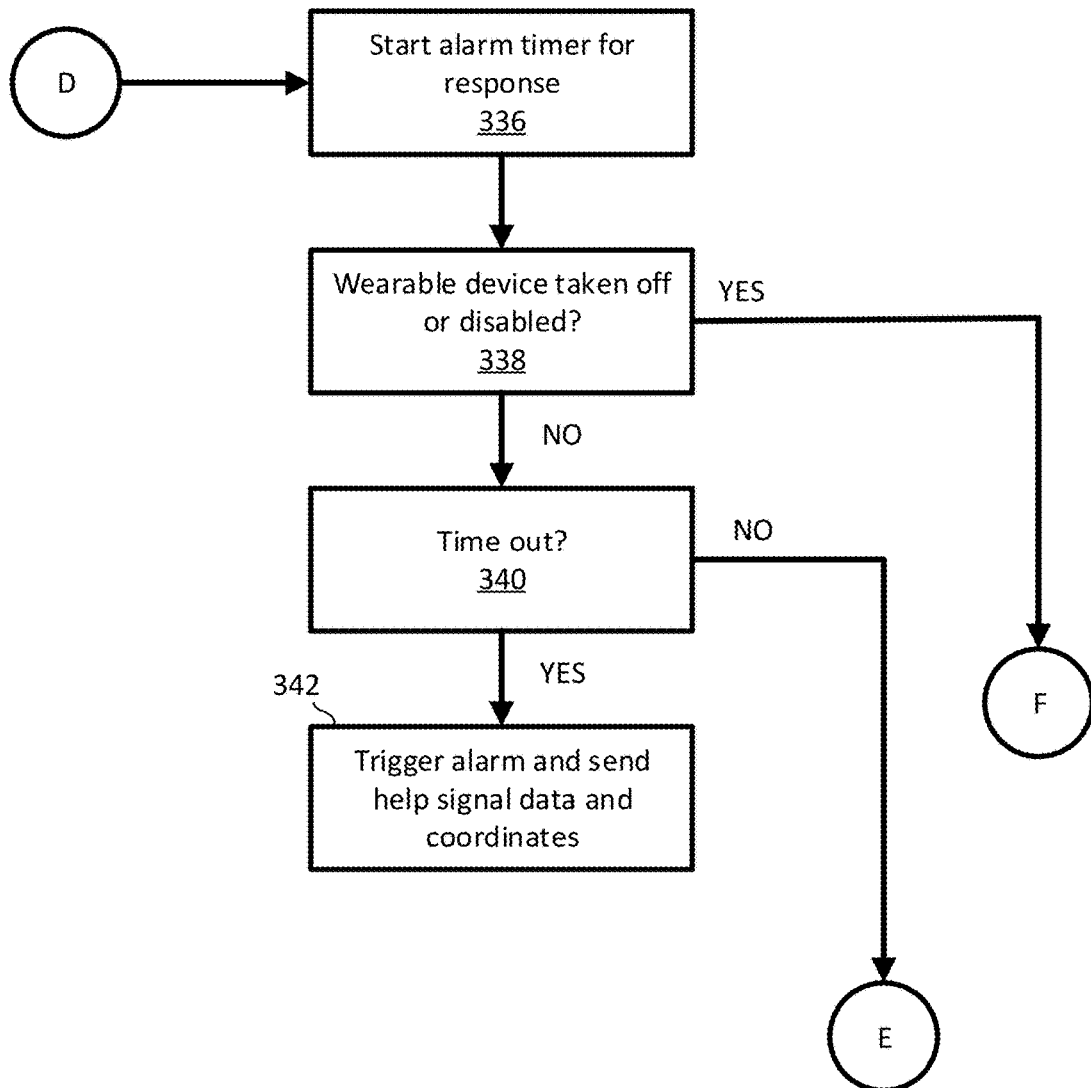 D
Start alarm timer for
response
336
Wearable device taken off
or disabled?
338
YES
NO
Time out?
340
NO
YES
342
F
Trigger alarm and send
help signal data and
coordinates
E